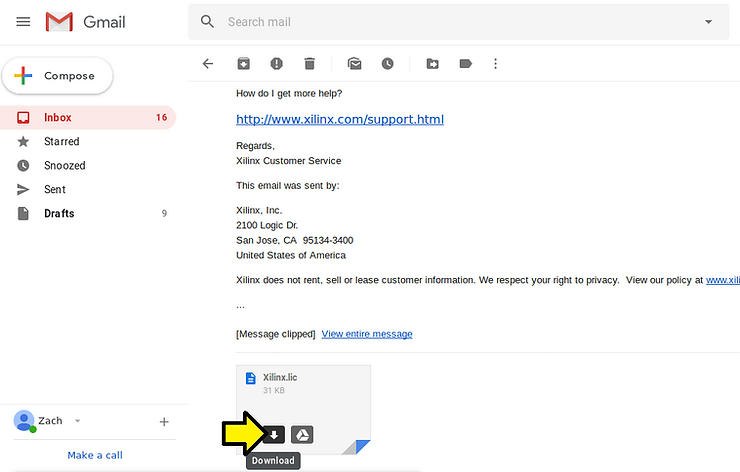 Gmail
Search mail
Compose
Inbox 16
Starred
Snoozed
Sent
Drafts 9
Zach
Make a call
How do I get more help?
http://www.xilinx.com/support.html
Regards,
Xilinx Customer Service
This email was sent by:
Xilinx, Inc.
2100 Logic Dr.
San Jose, CA 95134-3400
United States of America
Xilinx does not rent, sell or lease customer information. We respect your right to privacy. View our policy at www.xili
...
[Message clipped] View entire message
Xilinx.lic
31 KB
Download